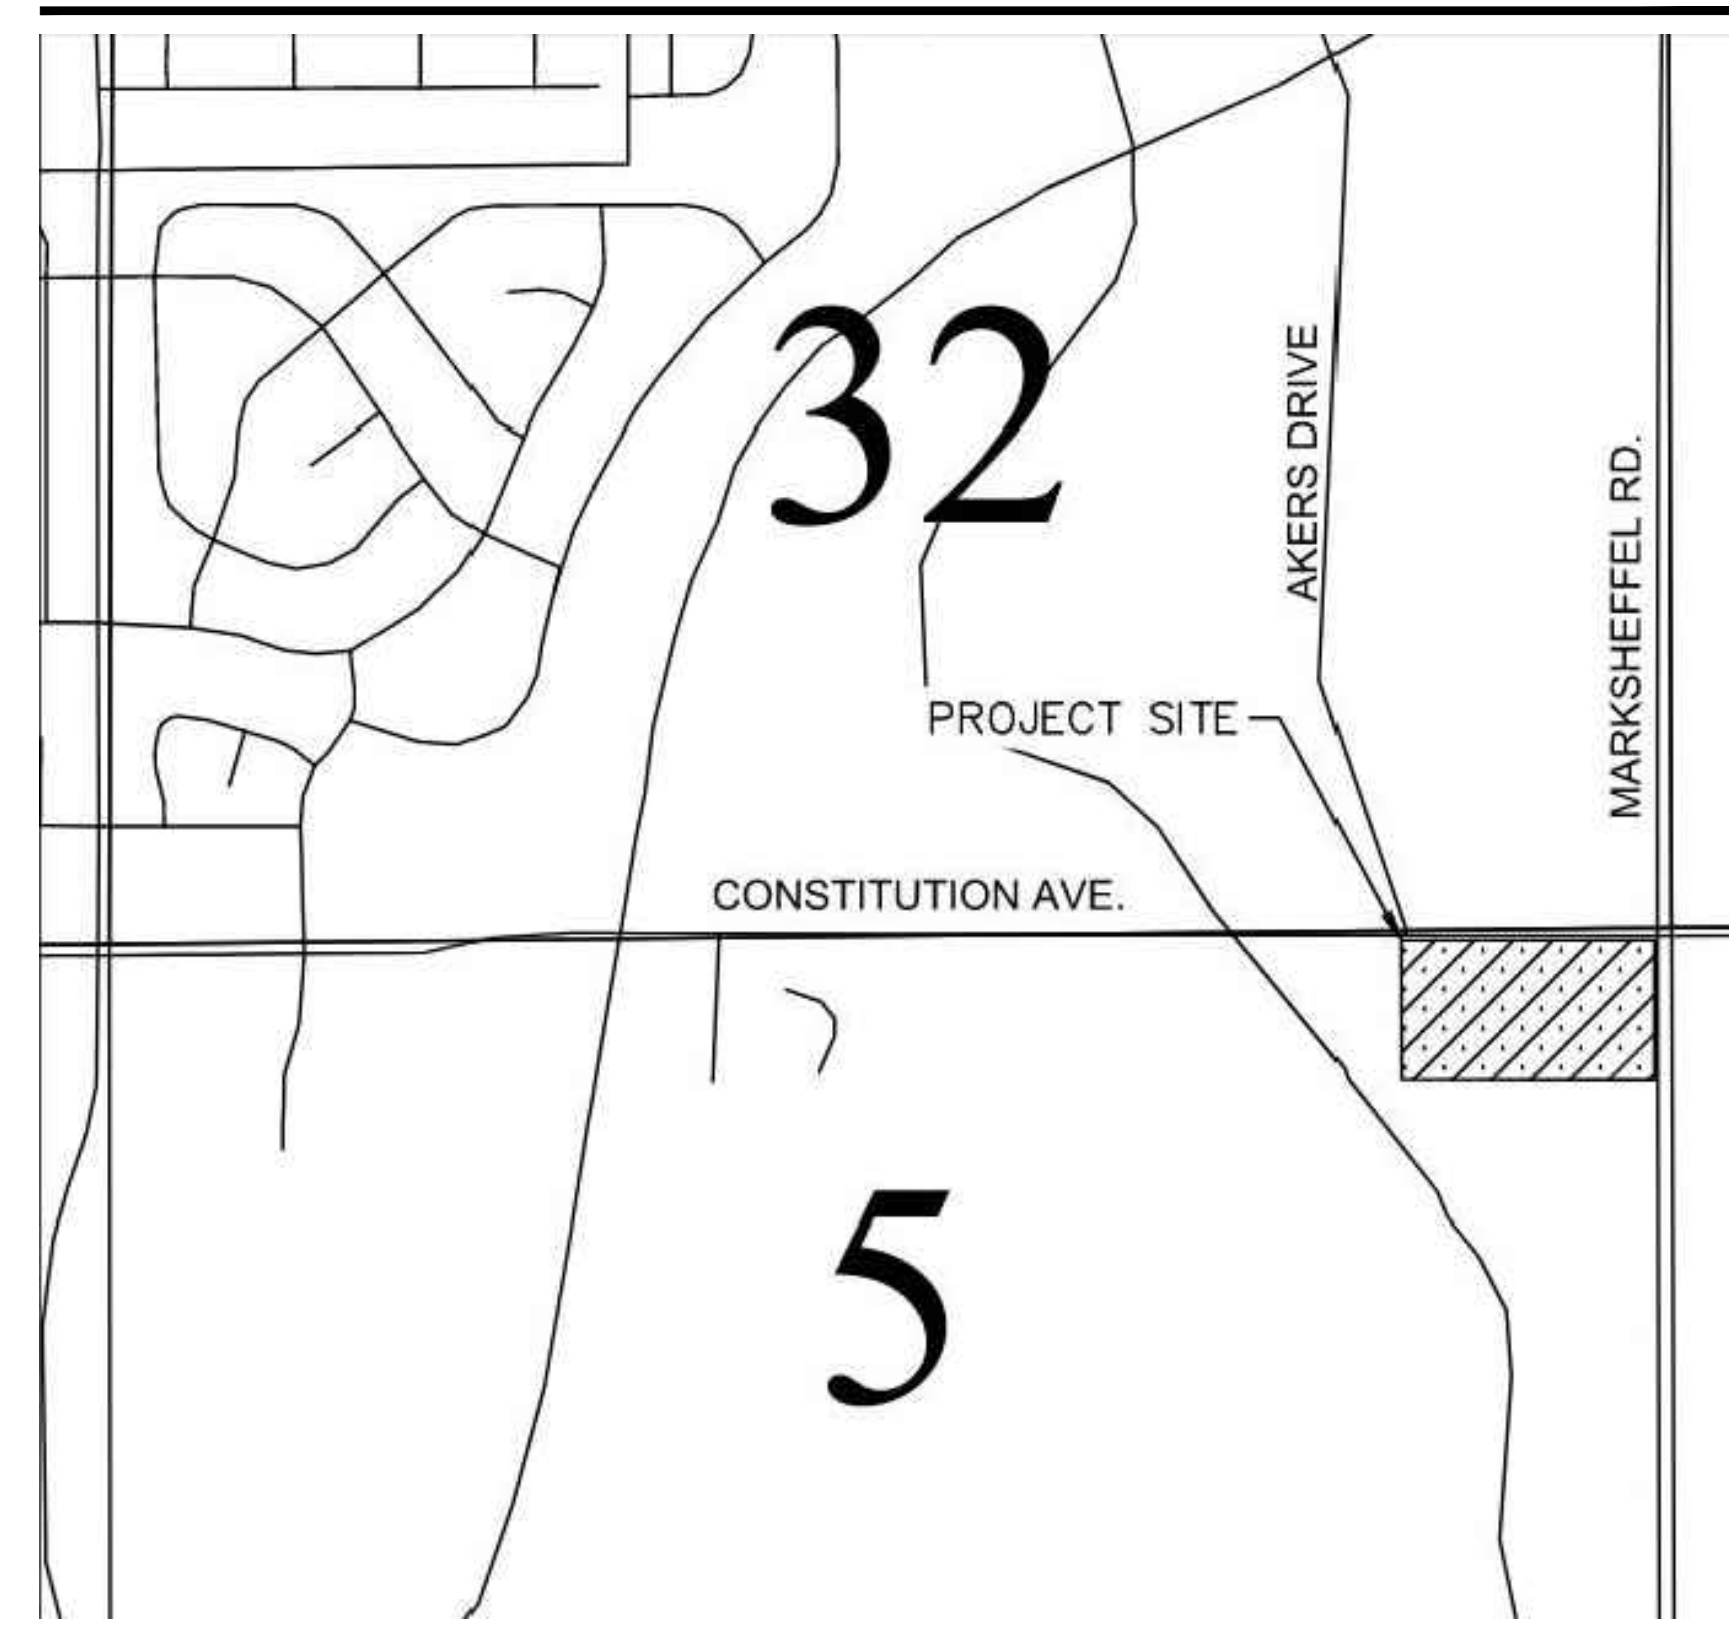 32
AKERS DRIVE
MARKSHEFFEL RD.
PROJECT SITE
CONSTITUTION AVE.
5